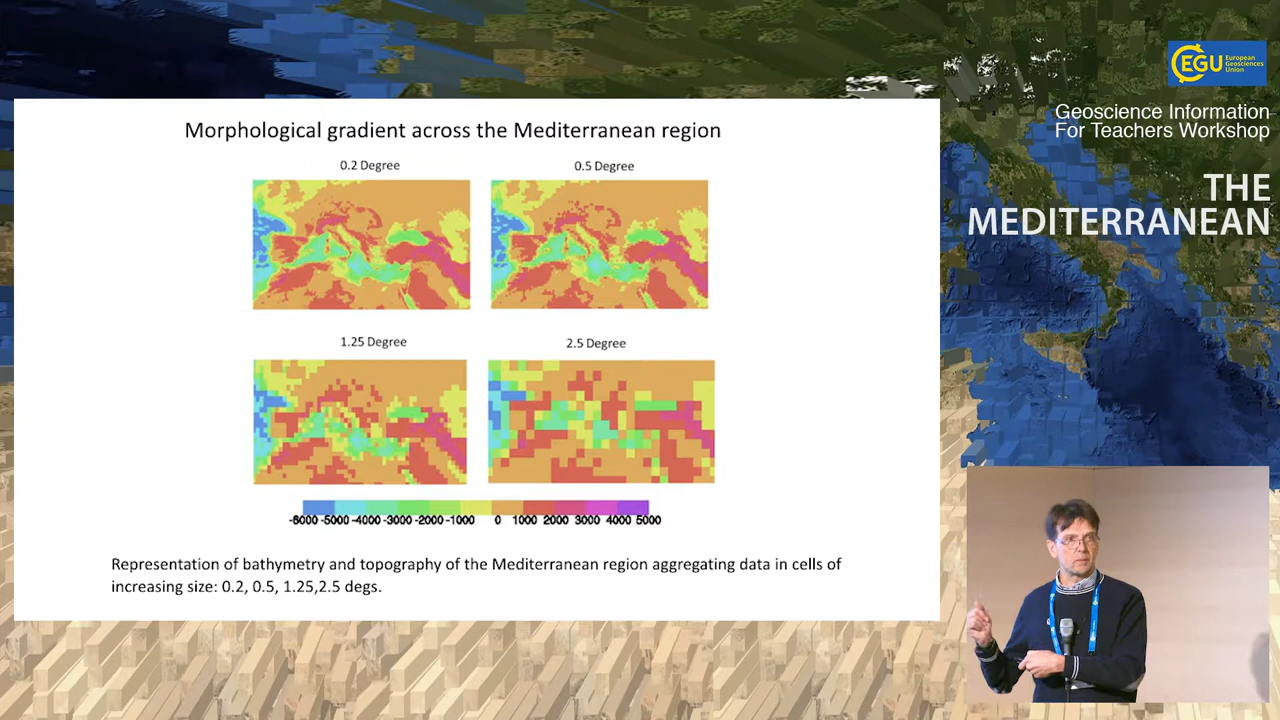 Morphological gradient across the Mediterranean region
0.2 Degree
0.5 Degree
1.25 Degree
2.5 Degree
-6000 -5000 -4000 -3000 -2000 -1000 0 1000 2000 3000 4000 5000
Representation of bathymetry and topography of the Mediterranean region aggregating data in cells of
increasing size: 0.2, 0.5, 1.25,2.5 degs.
EGU
European
Geosciences
Union
Geoscience Information
For Teachers Workshop
THE
MEDITERRANEAN